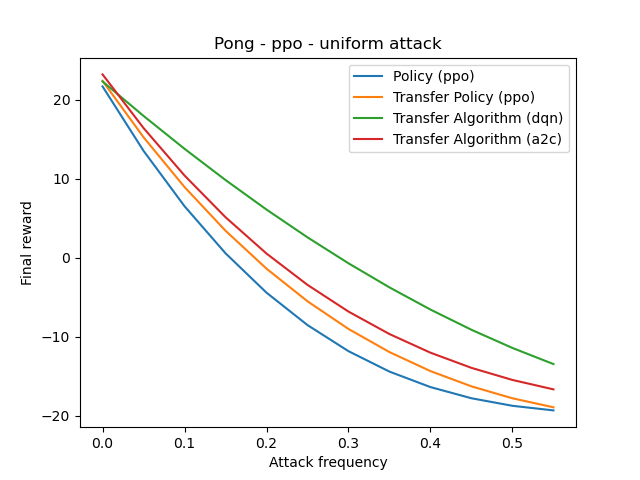 Pong - ppo - uniform attack
Policy (ppo)
Transfer Policy (ppo)
Transfer Algorithm (dqn)
Transfer Algorithm (a2c)
Final reward
20
10
0
−10
−20
0.0 0.1 0.2 0.3 0.4 0.5
Attack frequency